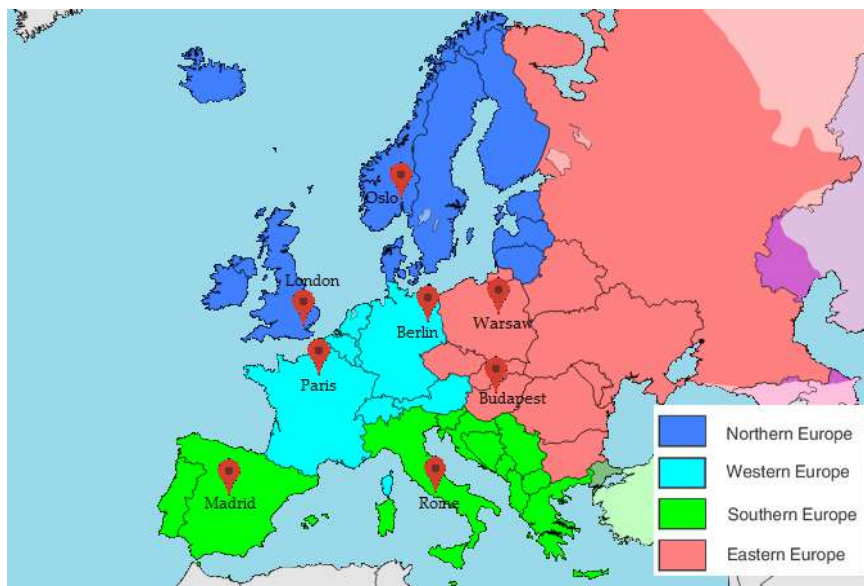 Oslo
London
Berlin
Warsaw
Paris
Budapest
Madrid
Rome
Northern Europe
Western Europe
Southern Europe
Eastern Europe